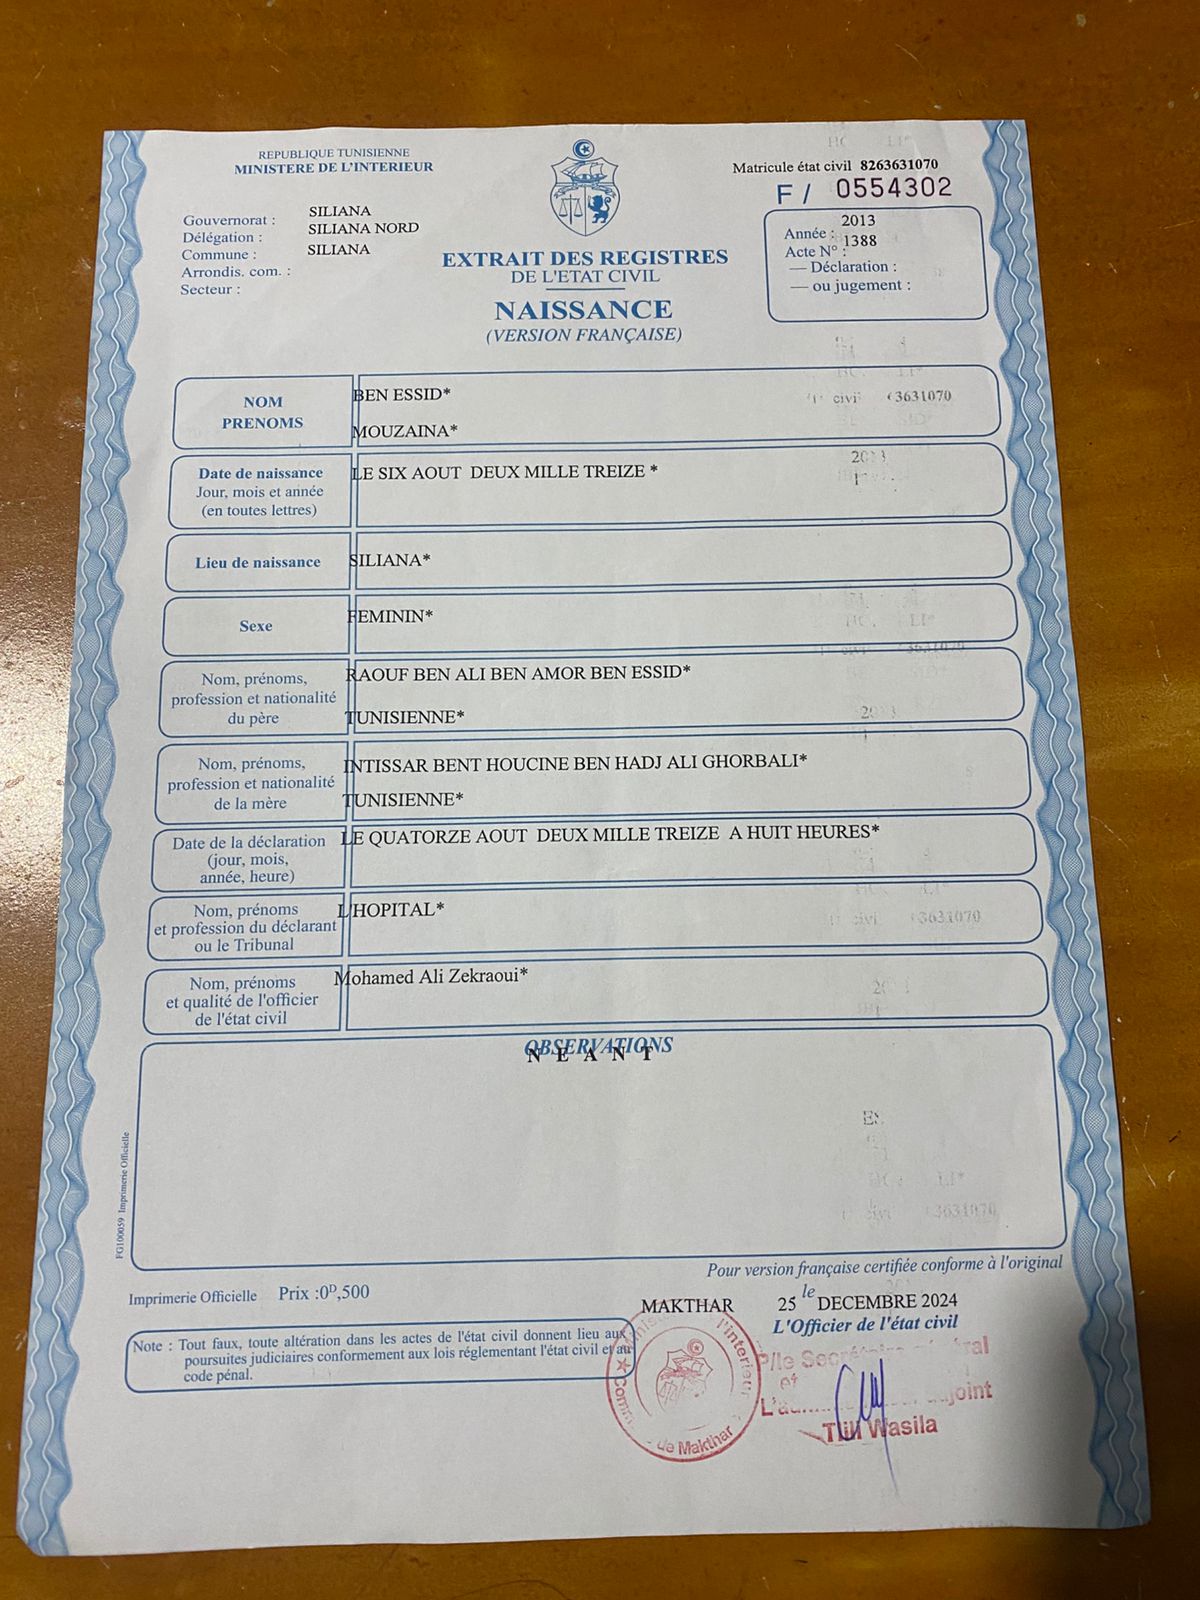 REPUBLIQUE TUNISIENNE
MINISTERE DE L'INTERIEUR
Matricule état civil 8263631070
F / 0554302
Gouvernorat : SILIANA
Délégation : SILIANA NORD
Commune : SILIANA
Arrondis. com. :
Secteur :
EXTRAIT DES REGISTRES
DE L'ETAT CIVIL
NAISSANCE
(VERSION FRANÇAISE)
Année : 2013
Acte N° : 1388
— Déclaration :
— ou jugement :
NOM
PRENOMS
BEN ESSID*
MOUZAINA*
Date de naissance
Jour, mois et année
(en toutes lettres)
LE SIX AOUT DEUX MILLE TREIZE *
Lieu de naissance
SILIANA*
Sexe
FEMININ*
Nom, prénoms,
profession et nationalité
du père
RAOUF BEN ALI BEN AMOR BEN ESSID*
TUNISIENNE*
Nom, prénoms,
profession et nationalité
de la mère
INTISSAR BENT HOUCINE BEN HADJ ALI GHORBALI*
TUNISIENNE*
Date de la déclaration
(jour, mois,
année, heure)
LE QUATORZE AOUT DEUX MILLE TREIZE A HUIT HEURES*
Nom, prénoms
et profession du déclarant
ou le Tribunal
L'HOPITAL*
Nom, prénoms
et qualité de l'officier
de l'état civil
Mohamed Ali Zekraoui*
OBSERVATIONS
N E A N T
FG100059 Imprimerie Officielle
Pour version française certifiée conforme à l'original
Imprimerie Officielle Prix :0ᴰ,500
MAKTHAR 25 le DECEMBRE 2024
L'Officier de l'état civil
Note : Tout faux, toute altération dans les actes de l'état civil donnent lieu aux
poursuites judiciaires conformement aux lois réglementant l'état civil et au
code pénal.
l'interieur
de Makthar
P/le Secrétaire général
et
adjoint
Tlili Wasila